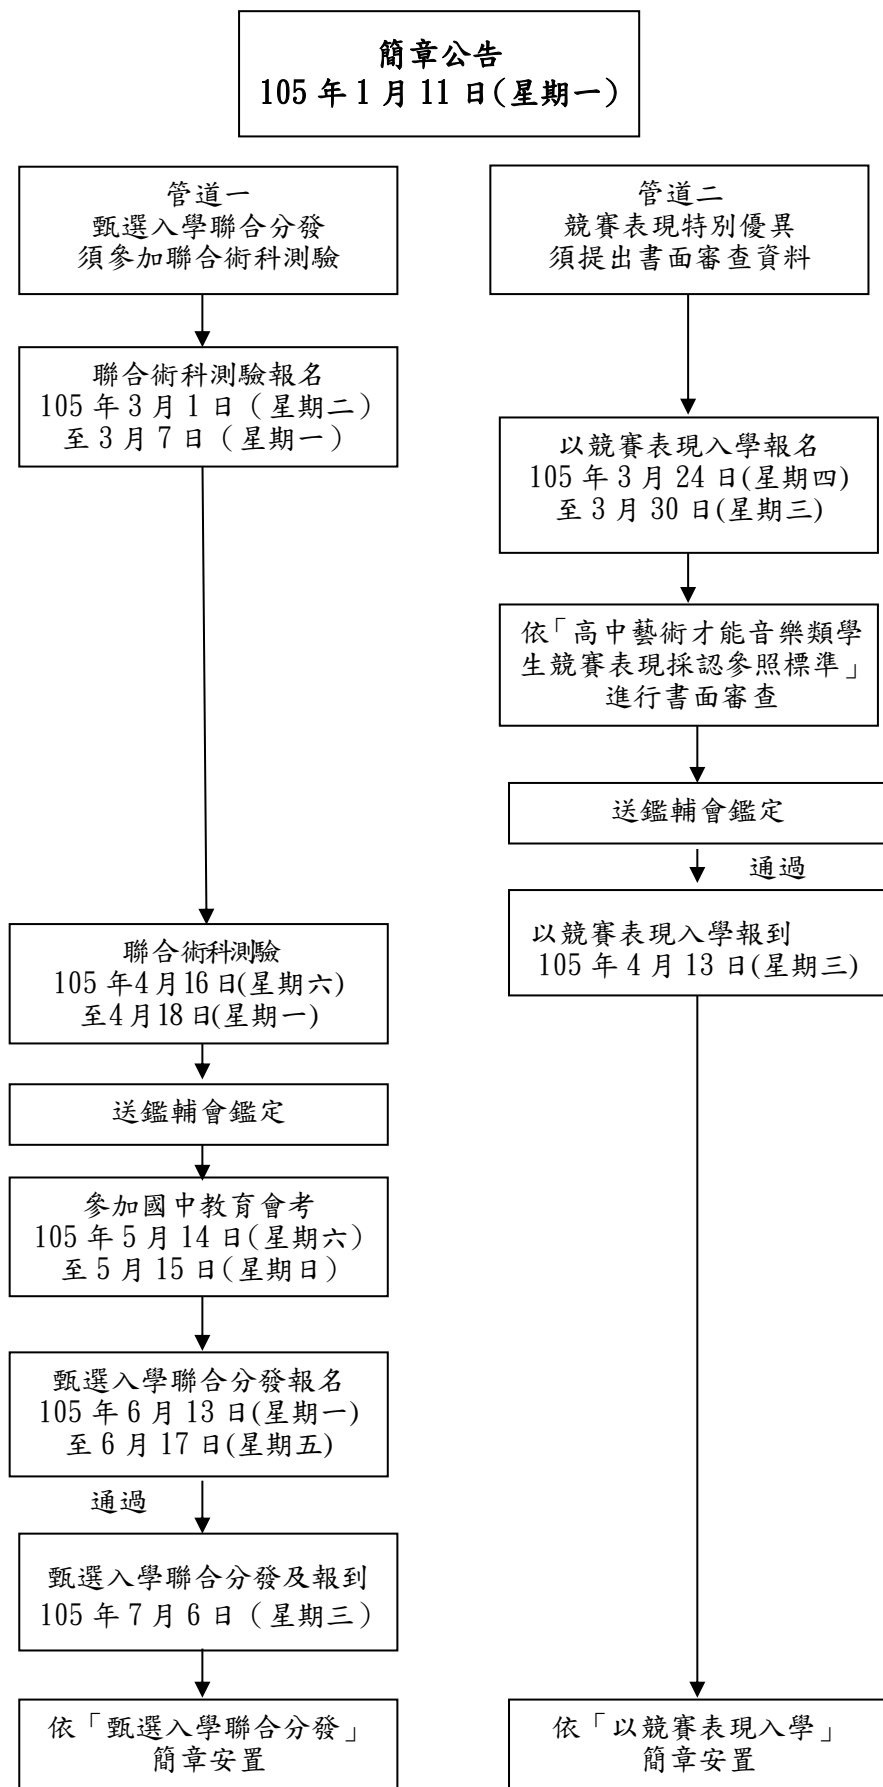 簡章公告
105 年 1 月 11 日(星期一)
管道一
甄選入學聯合分發
須參加聯合術科測驗
聯合術科測驗報名
105 年 3 月 1 日（星期二）
至 3 月 7 日（星期一）
聯合術科測驗
105 年4 月16 日(星期六)
至4 月18 日(星期一)
送鑑輔會鑑定
參加國中教育會考
105 年 5 月 14 日(星期六)
至 5 月 15 日(星期日)
甄選入學聯合分發報名
105 年 6 月 13 日(星期一)
至 6 月 17 日(星期五)
通過
甄選入學聯合分發及報到
105 年 7 月 6 日（星期三）
依「甄選入學聯合分發」
簡章安置
管道二
競賽表現特別優異
須提出書面審查資料
以競賽表現入學報名
105 年 3 月 24 日(星期四)
至 3 月 30 日(星期三)
依「高中藝術才能音樂類學
生競賽表現採認參照標準」
進行書面審查
送鑑輔會鑑定
通過
以競賽表現入學報到
105 年 4 月 13 日(星期三)
依「以競賽表現入學」
簡章安置